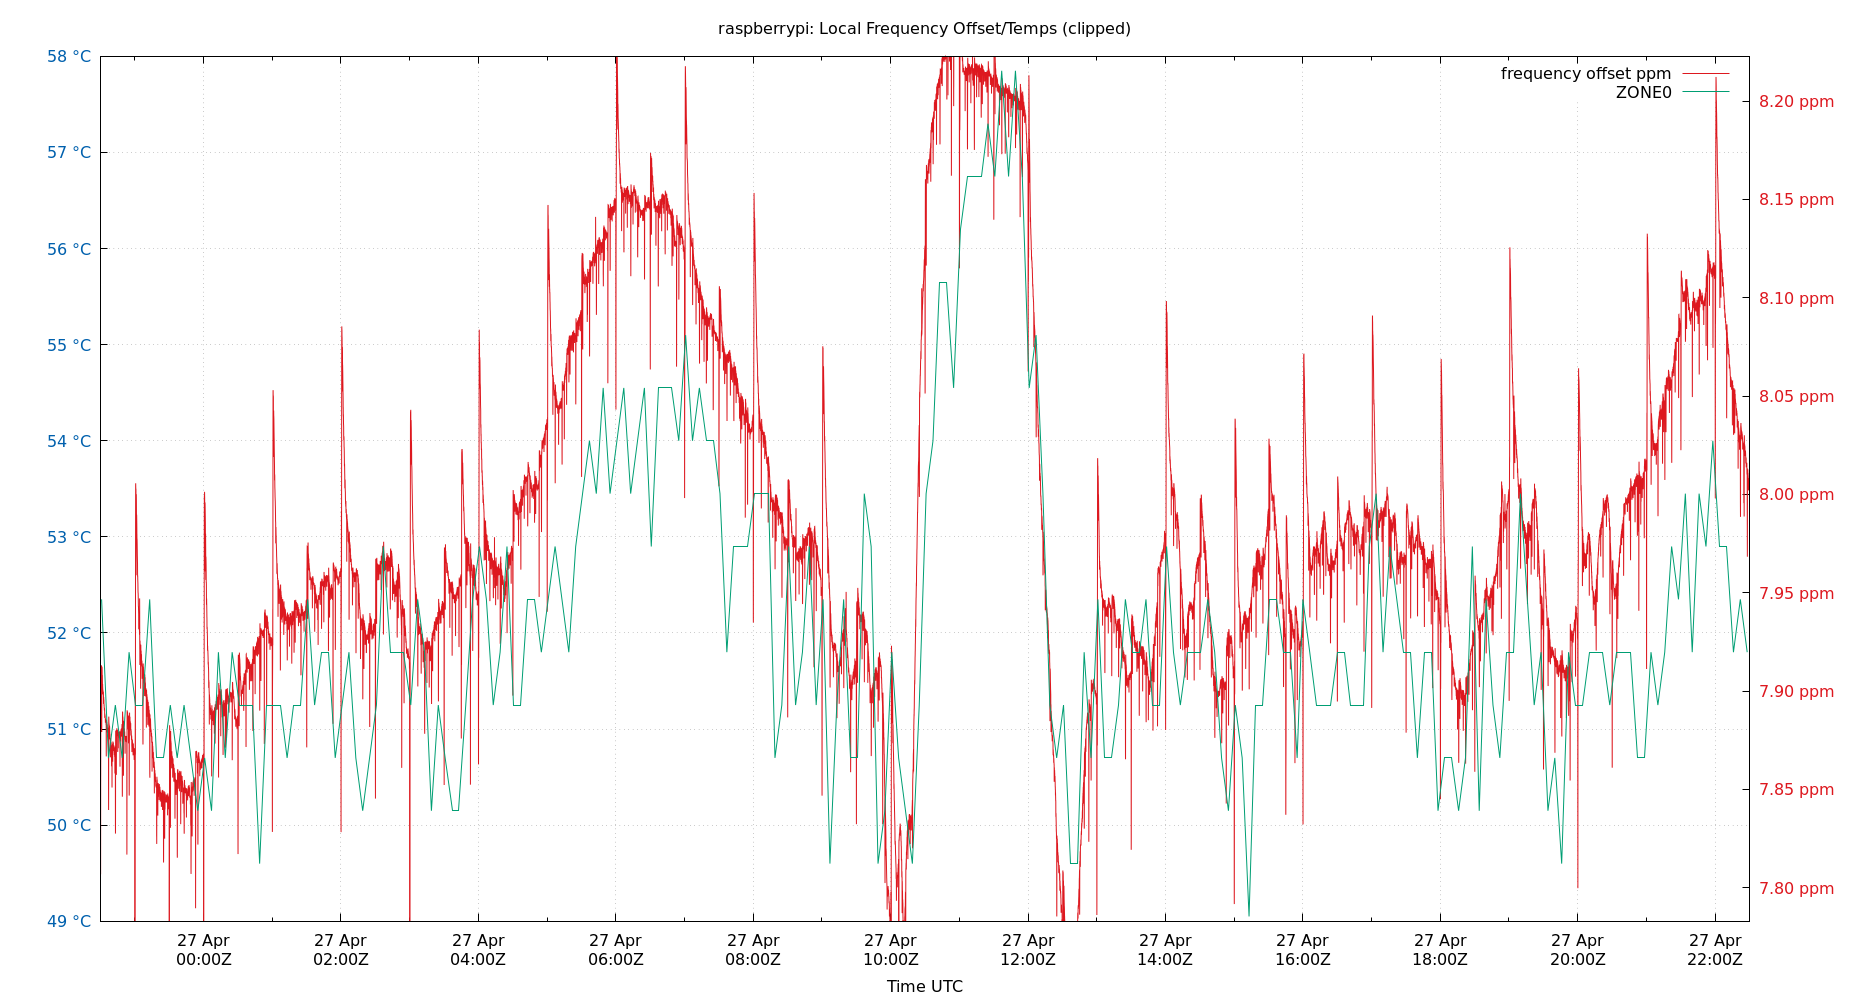 raspberrypi: Local Frequency Offset/Temps (clipped)
58 °C
57 °C
56 °C
55 °C
54 °C
53 °C
52 °C
51 °C
50 °C
49 °C
frequency offset ppm
ZONE0
8.20 ppm
8.15 ppm
8.10 ppm
8.05 ppm
8.00 ppm
7.95 ppm
7.90 ppm
7.85 ppm
7.80 ppm
27 Apr 27 Apr 27 Apr 27 Apr 27 Apr 27 Apr 27 Apr 27 Apr 27 Apr 27 Apr 27 Apr 27 Apr
00:00Z 02:00Z 04:00Z 06:00Z 08:00Z 10:00Z 12:00Z 14:00Z 16:00Z 18:00Z 20:00Z 22:00Z
Time UTC